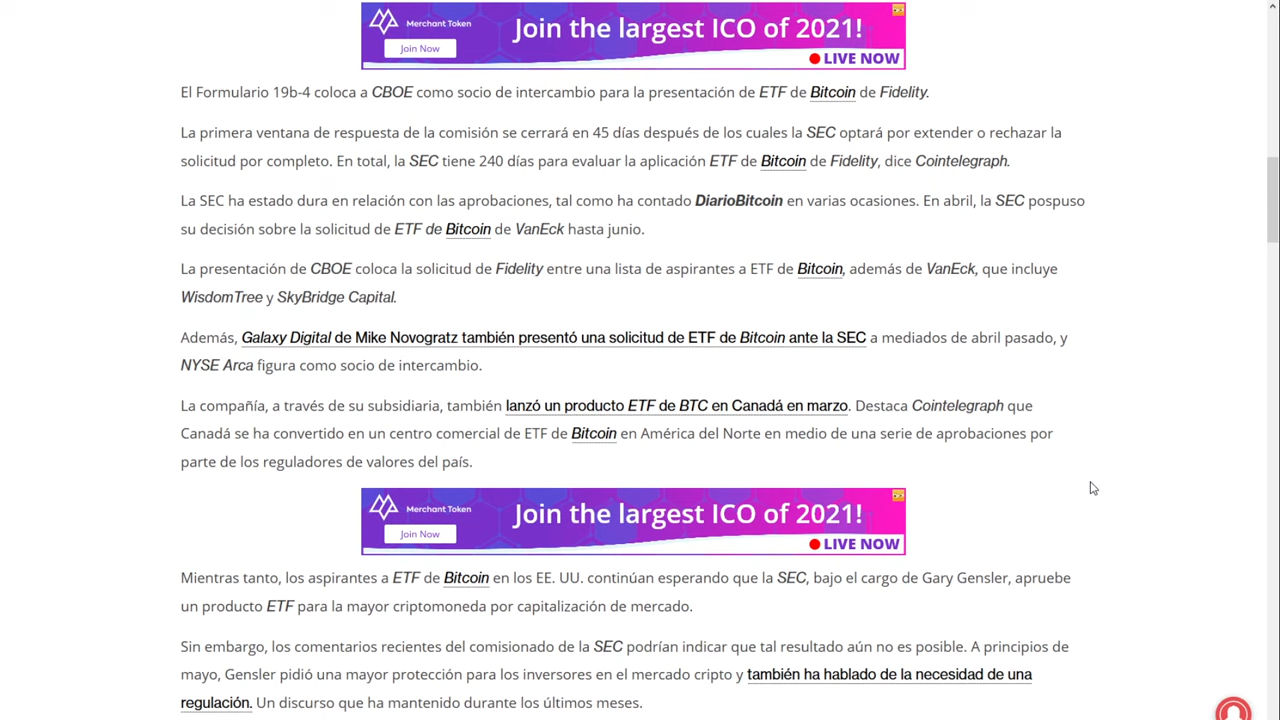 Merchant Token
Join Now
Join the largest ICO of 2021!
LIVE NOW
El Formulario 19b-4 coloca a CBOE como socio de intercambio para la presentación de ETF de Bitcoin de Fidelity.
La primera ventana de respuesta de la comisión se cerrará en 45 días después de los cuales la SEC optará por extender o rechazar la
solicitud por completo. En total, la SEC tiene 240 días para evaluar la aplicación ETF de Bitcoin de Fidelity, dice Cointelegraph.
La SEC ha estado dura en relación con las aprobaciones, tal como ha contado DiarioBitcoin en varias ocasiones. En abril, la SEC pospuso
su decisión sobre la solicitud de ETF de Bitcoin de VanEck hasta junio.
La presentación de CBOE coloca la solicitud de Fidelity entre una lista de aspirantes a ETF de Bitcoin, además de VanEck, que incluye
WisdomTree y SkyBridge Capital.
Además, Galaxy Digital de Mike Novogratz también presentó una solicitud de ETF de Bitcoin ante la SEC a mediados de abril pasado, y
NYSE Arca figura como socio de intercambio.
La compañía, a través de su subsidiaria, también lanzó un producto ETF de BTC en Canadá en marzo. Destaca Cointelegraph que
Canadá se ha convertido en un centro comercial de ETF de Bitcoin en América del Norte en medio de una serie de aprobaciones por
parte de los reguladores de valores del país.
Merchant Token
Join Now
Join the largest ICO of 2021!
LIVE NOW
Mientras tanto, los aspirantes a ETF de Bitcoin en los EE. UU. continúan esperando que la SEC, bajo el cargo de Gary Gensler, apruebe
un producto ETF para la mayor criptomoneda por capitalización de mercado.
Sin embargo, los comentarios recientes del comisionado de la SEC podrían indicar que tal resultado aún no es posible. A principios de
mayo, Gensler pidió una mayor protección para los inversores en el mercado cripto y también ha hablado de la necesidad de una
regulación. Un discurso que ha mantenido durante los últimos meses.